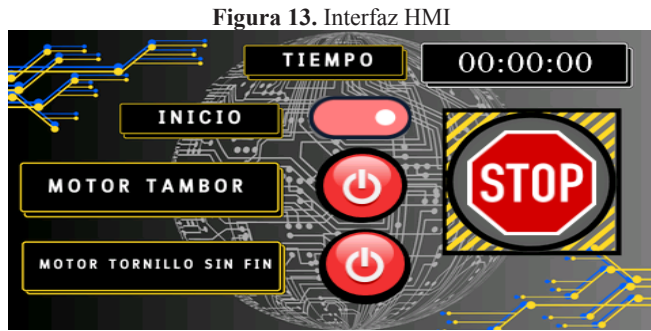 Figura 13. Interfaz HMI
TIEMPO
00:00:00
INICIO
MOTOR TAMBOR
STOP
MOTOR TORNILLO SIN FIN